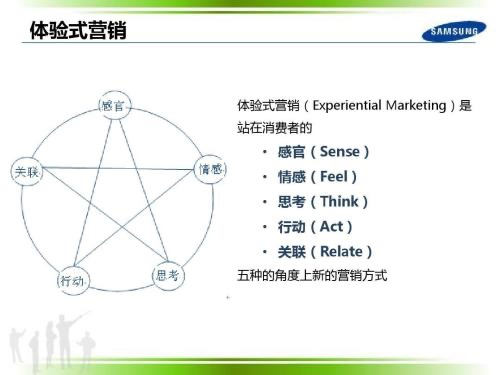 体验式营销
SAMSUNG
感官
关联
情感
行动
思考
体验式营销（Experiential Marketing）是
站在消费者的
• 感官（Sense）
• 情感（Feel）
• 思考（Think）
• 行动（Act）
• 关联（Relate）
五种的角度上新的营销方式